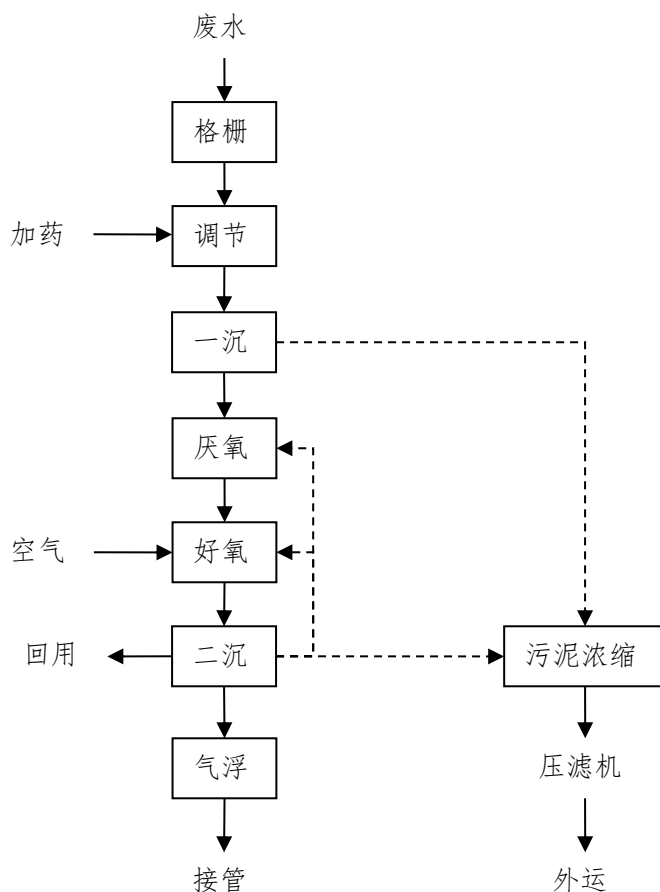 废水
格栅
加药
调节
一沉
厌氧
空气
好氧
回用
二沉
污泥浓缩
气浮
压滤机
接管
外运